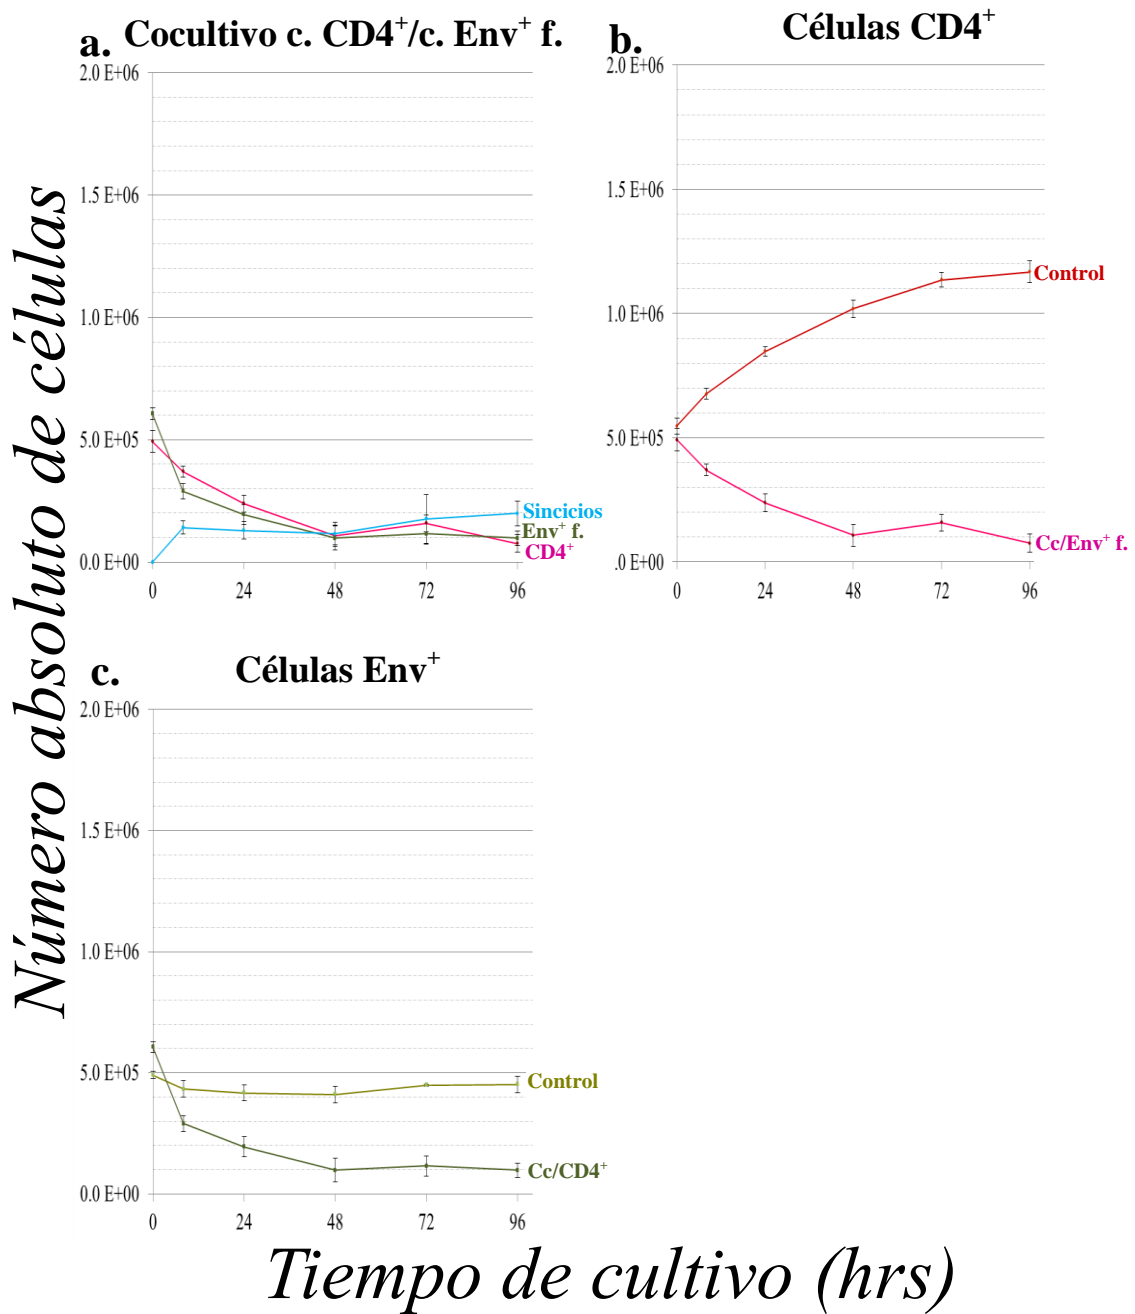 a. Cocultivo c. CD4⁺/c. Env⁺ f.
2.0 E+06
1.5 E+06
1.0 E+06
5.0 E+05
0.0 E+00
0 24 48 72 96
Sincicios
Env⁺ f.
CD4⁺
b. Células CD4⁺
2.0 E+06
1.5 E+06
1.0 E+06
5.0 E+05
.0 E+00
0 24 48 72 96
Control
Cc/Env⁺ f.
c. Células Env⁺
2.0 E+06
1.5 E+06
1.0 E+06
5.0 E+05
0.0 E+00
0 24 48 72 96
Control
Cc/CD4⁺
Número absoluto de células
Tiempo de cultivo (hrs)